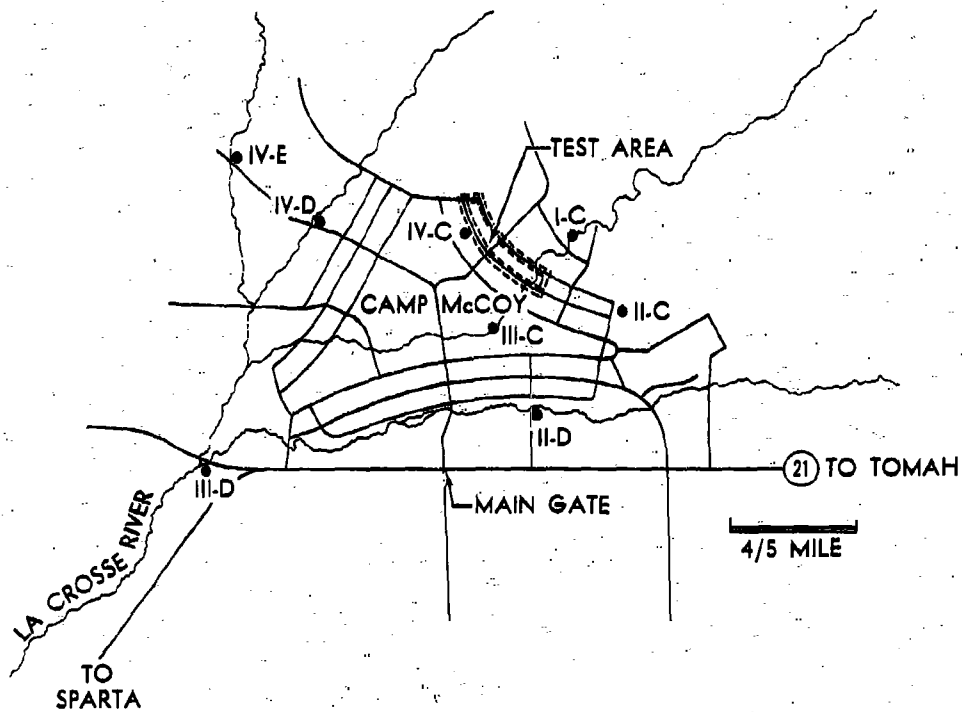 TEST AREA
IV-E
IV-D
IV-C
I-C
CAMP McCOY
II-C
III-C
II-D
III-D
21 TO TOMAH
MAIN GATE
4/5 MILE
LA CROSSE RIVER
TO
SPARTA